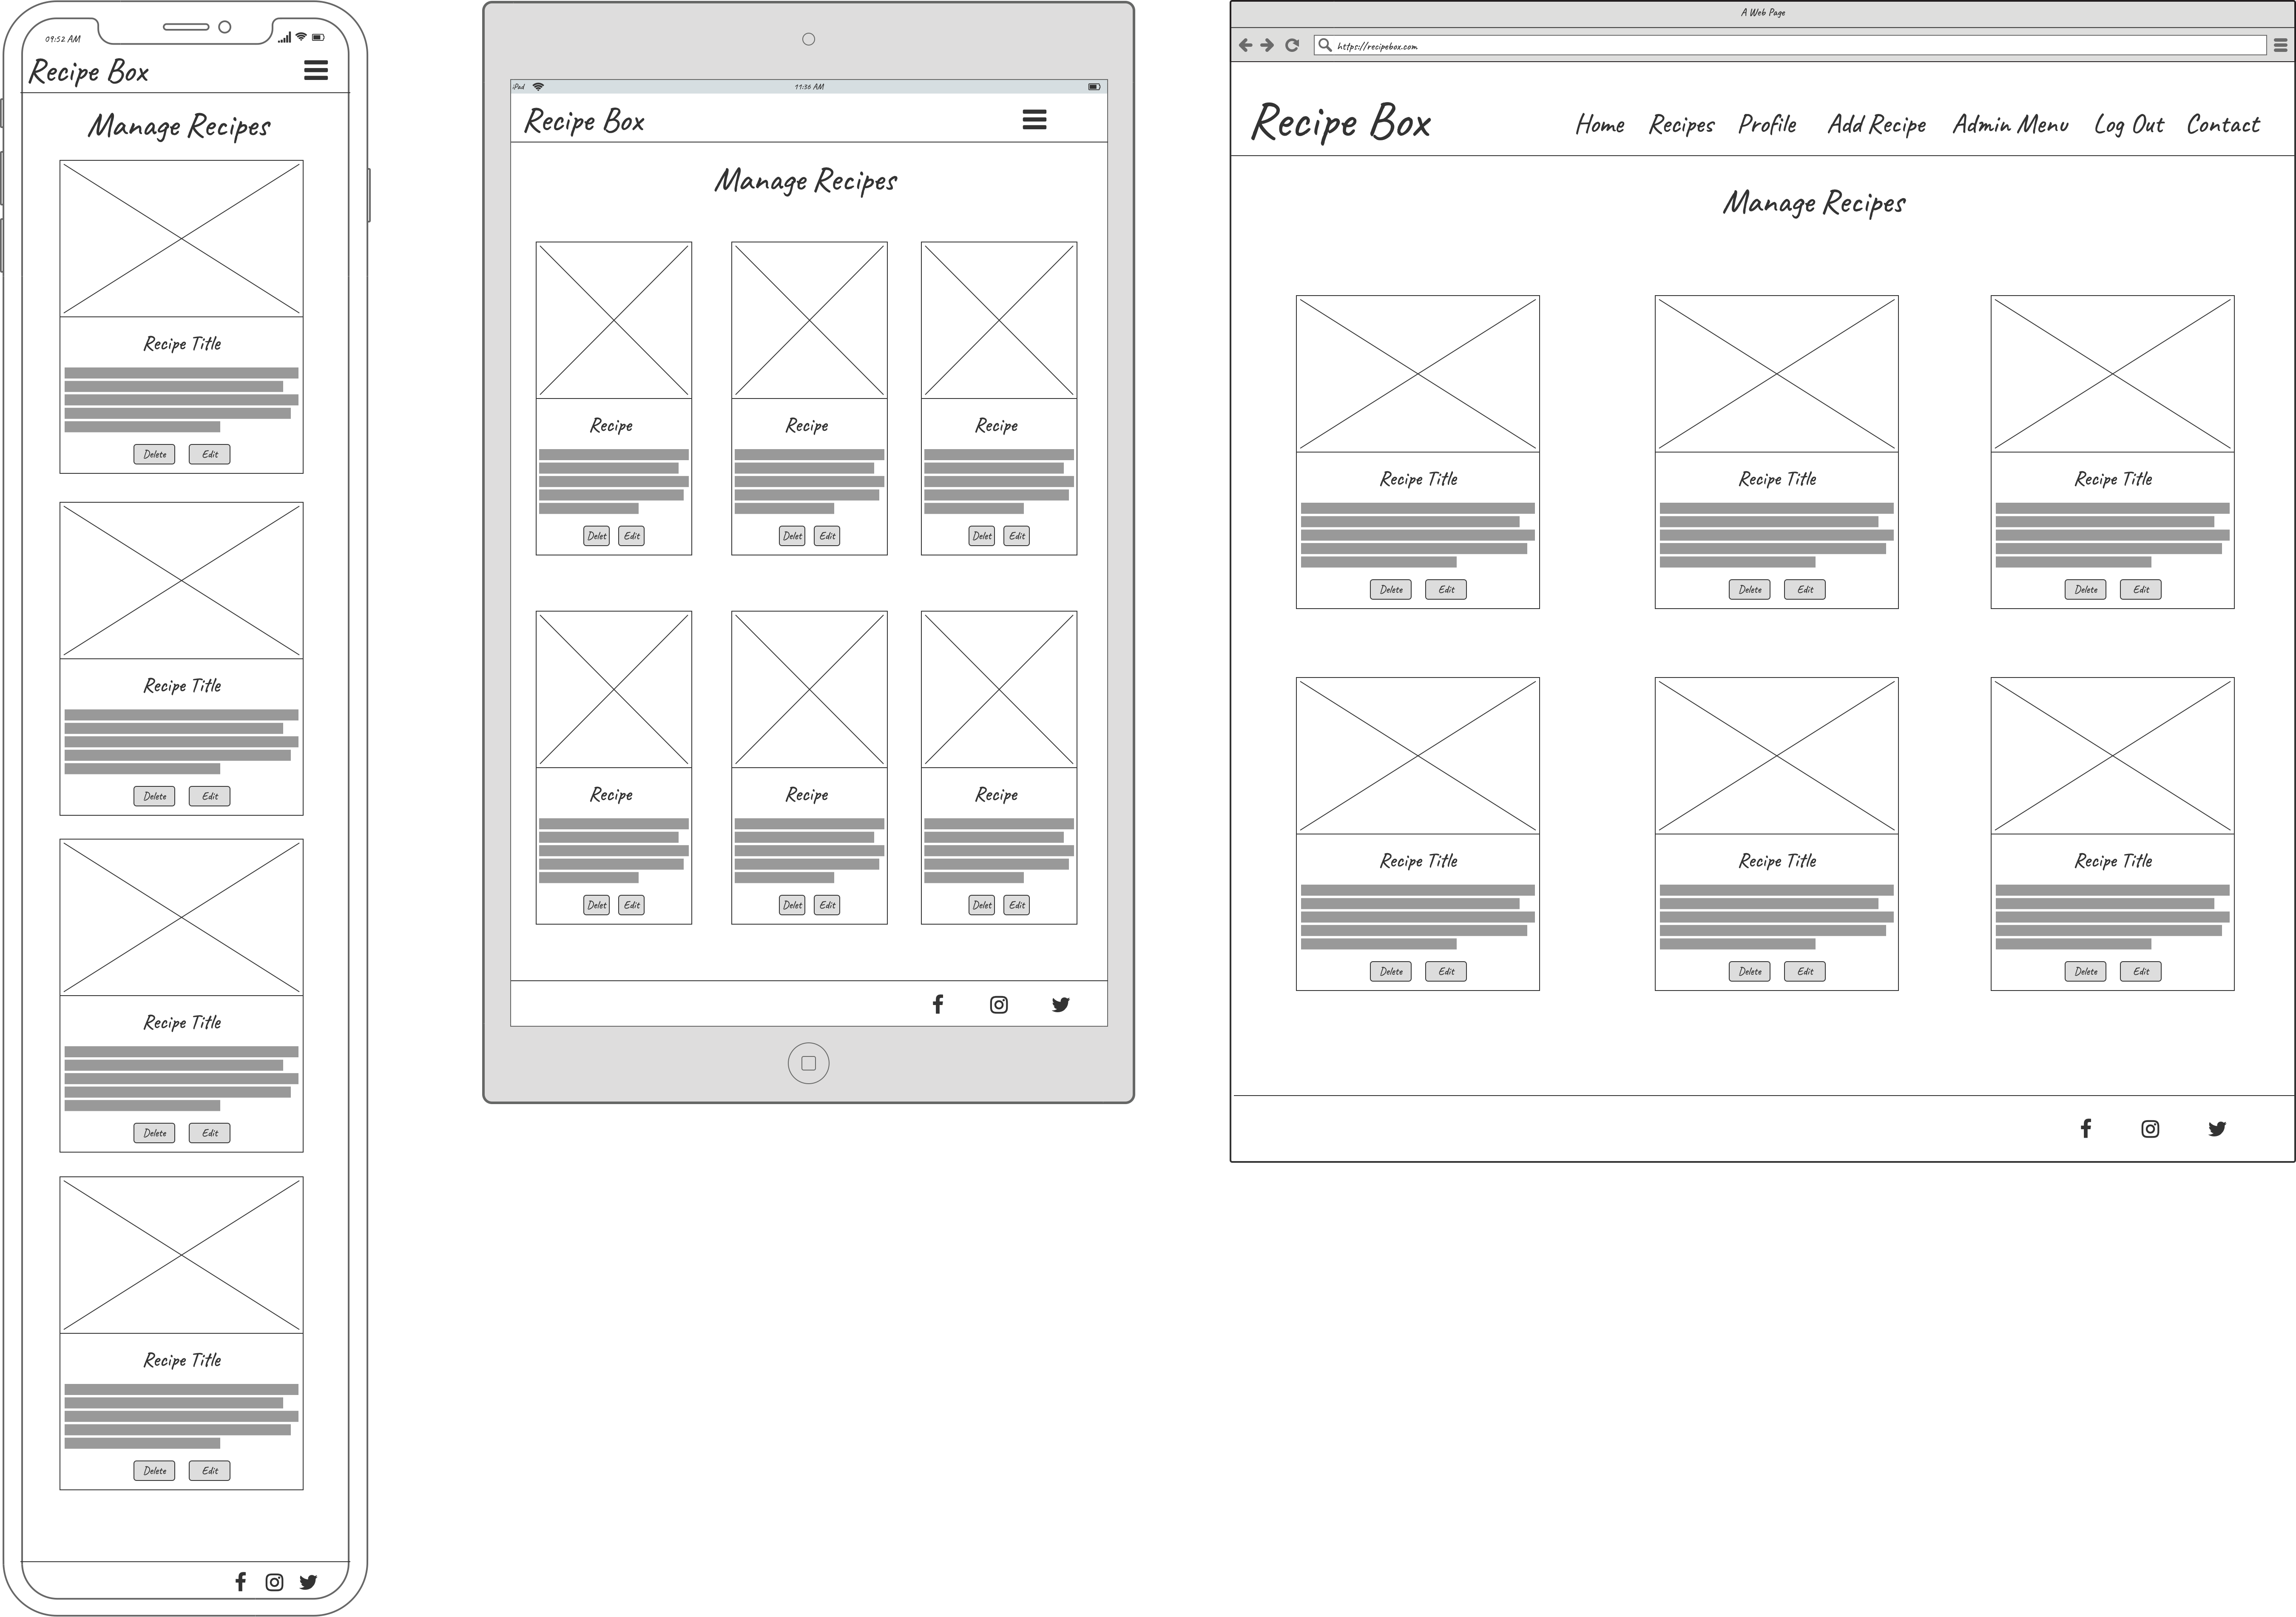 09:52 AM
Recipe Box
Manage Recipes
Recipe Title
Delete Edit
Recipe Title
Delete Edit
Recipe Title
Delete Edit
Recipe Title
Delete Edit
iPad 11:36 AM
Recipe Box
Manage Recipes
Recipe Recipe Recipe
Delet Edit Delet Edit Delet Edit
Recipe Recipe Recipe
Delet Edit Delet Edit Delet Edit
A Web Page
https://recipebox.com
Recipe Box Home Recipes Profile Add Recipe Admin Menu Log Out Contact
Manage Recipes
Recipe Title Recipe Title Recipe Title
Delete Edit Delete Edit Delete Edit
Recipe Title Recipe Title Recipe Title
Delete Edit Delete Edit Delete Edit